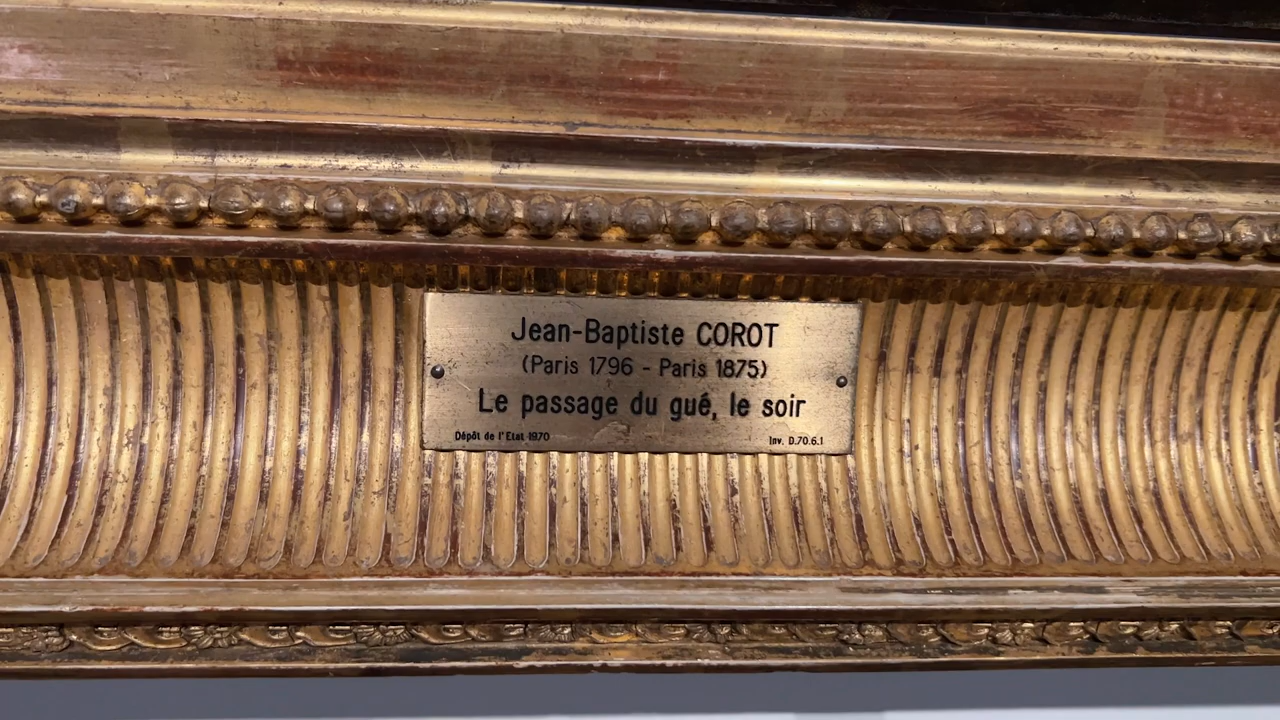 Jean-Baptiste COROT
(Paris 1796 - Paris 1875)
Le passage du gué, le soir
Dépôt de l'Etat 1970
Inv. D.70.6.1